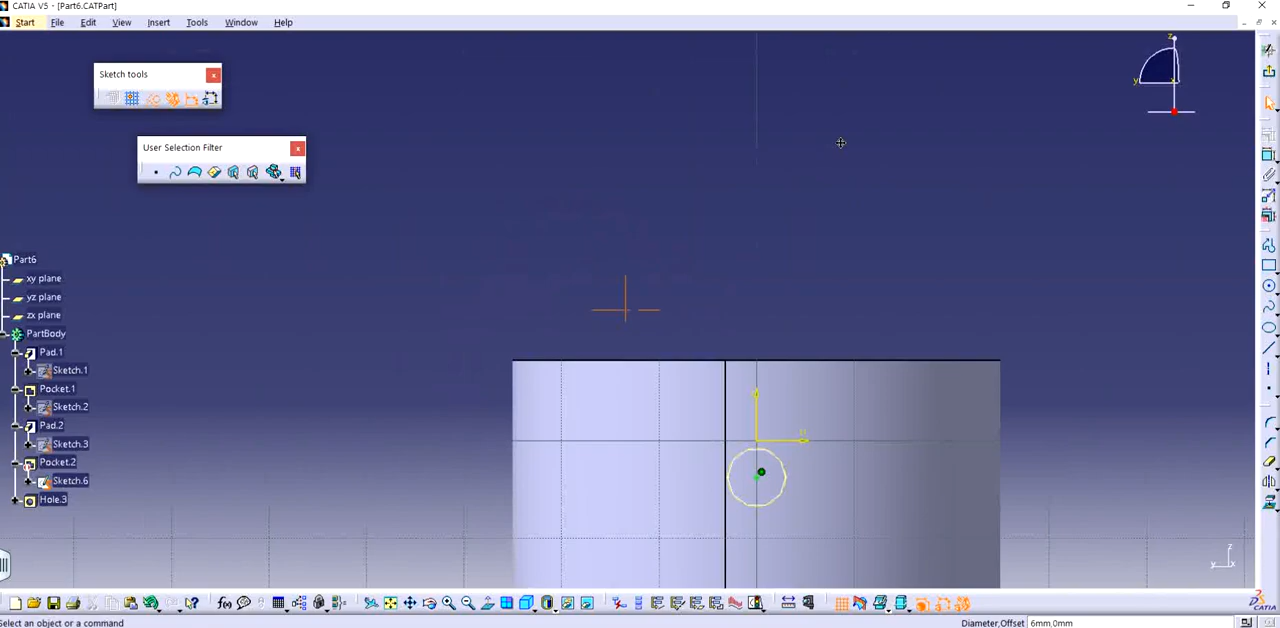 CATIA V5 - [Part6.CATPart]
Start File Edit View Insert Tools Window Help
Sketch tools
User Selection Filter
Part6
xy plane
yz plane
zx plane
PartBody
Pad.1
Sketch.1
Pocket.1
Sketch.2
Pad.2
Sketch.3
Pocket.2
Sketch.6
Hole.3
z
y
x
H
z
y
x
f(x)
CATIA
Select an object or a command
Diameter,Offset 6mm,0mm